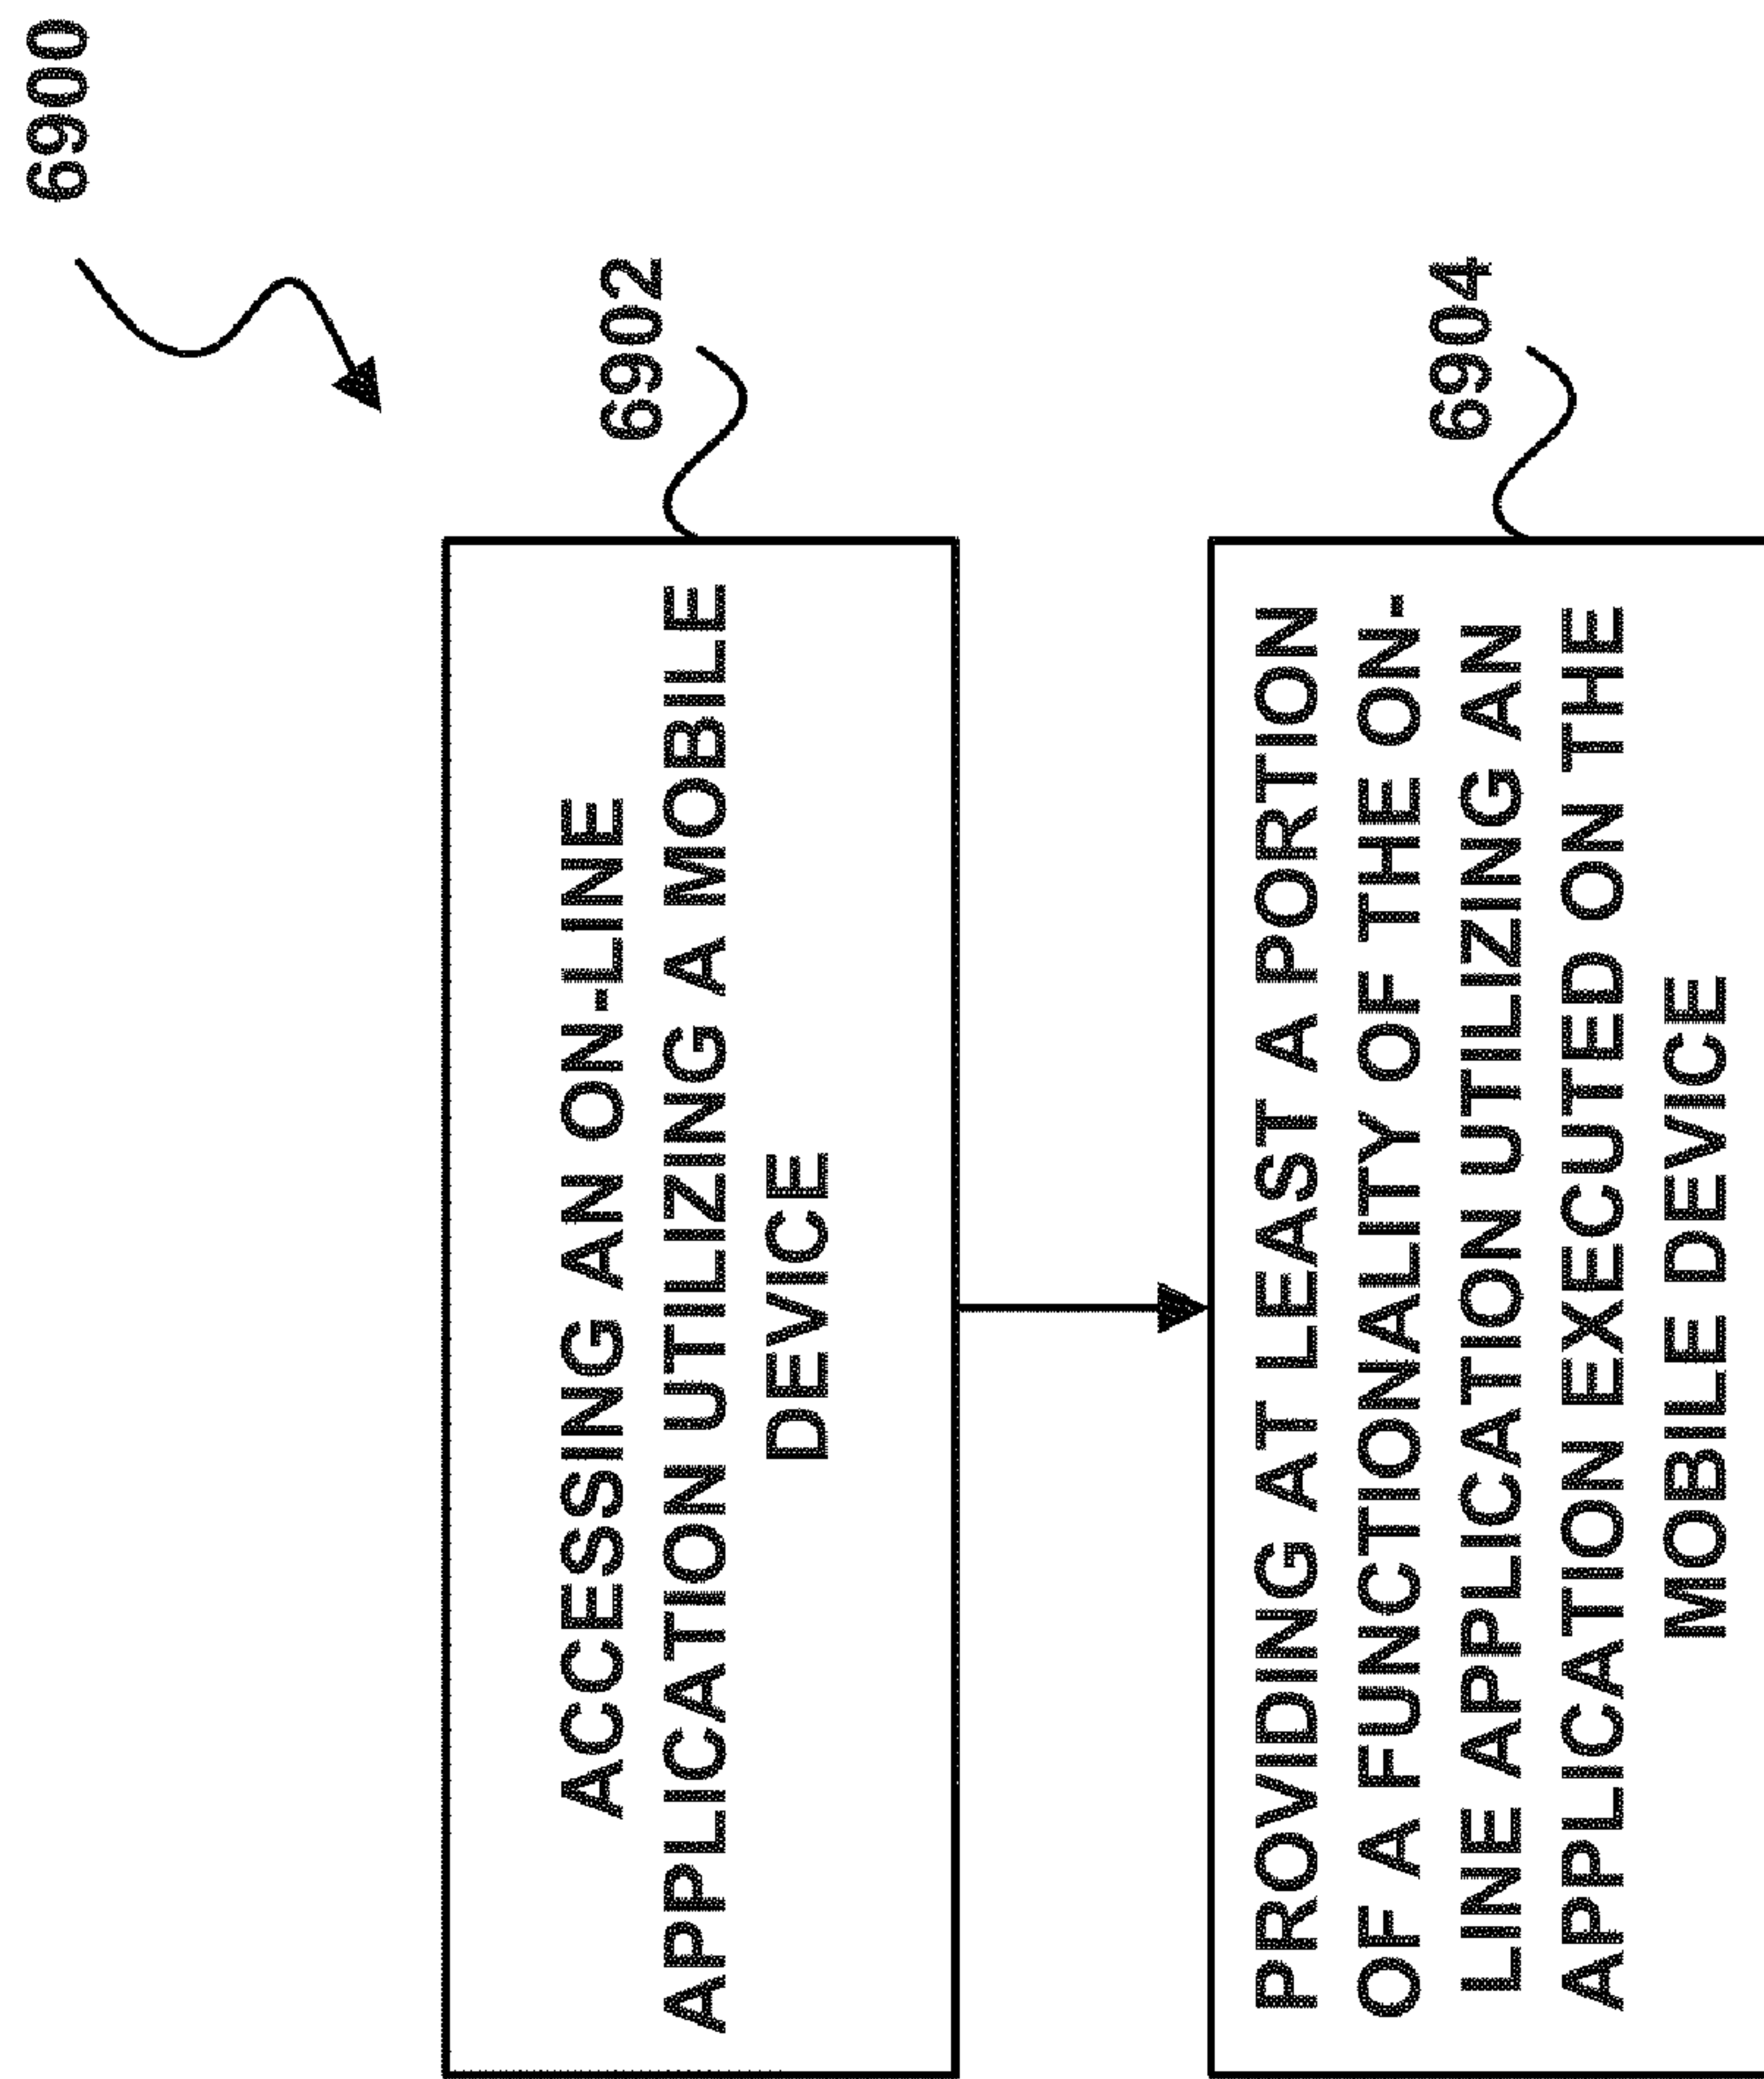 6900
6902
ACCESSING AN ON-LINE
APPLICATION UTILIZING A MOBILE
DEVICE
6904
PROVIDING AT LEAST A PORTION
OF A FUNCTIONALITY OF THE ON-
LINE APPLICATION UTILIZING AN
APPLICATION EXECUTED ON THE
MOBILE DEVICE